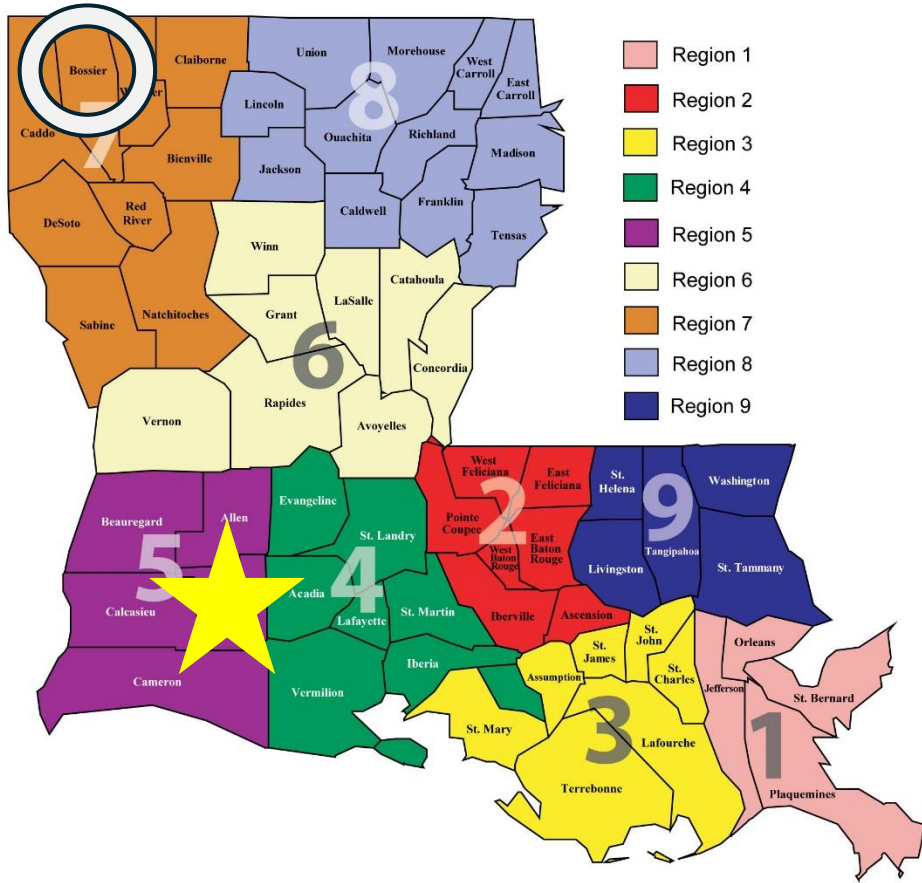 Bossier
Claiborne
Union
Morehouse
West
Carroll
East
Carroll
Lincoln
8
Caddo
7
Ouachita
Richland
Madison
Bienville
Jackson
Franklin
Caldwell
DeSoto
Red
River
Tensas
Winn
Catahoula
LaSalle
Grant
Natchitoches
Sabine
6
Concordia
Rapides
Vernon
Avoyelles
West
Feliciana
East
Feliciana
St.
Helena
Washington
Evangeline
Beauregard
Allen
2
9
Pointe
Coupee
St. Landry
East
Baton
Rouge
West
Baton
Rouge
Tangipahoa
5
4
Livingston
St. Tammany
Acadia
Calcasieu
Lafayette
St. Martin
Iberville
Ascension
St.
John
Orleans
St.
James
Iberia
Cameron
Vermilion
Assumption
St.
Charles
Jefferson
St. Bernard
St. Mary
3
Lafourche
1
Terrebonne
Plaquemines
Region 1
Region 2
Region 3
Region 4
Region 5
Region 6
Region 7
Region 8
Region 9